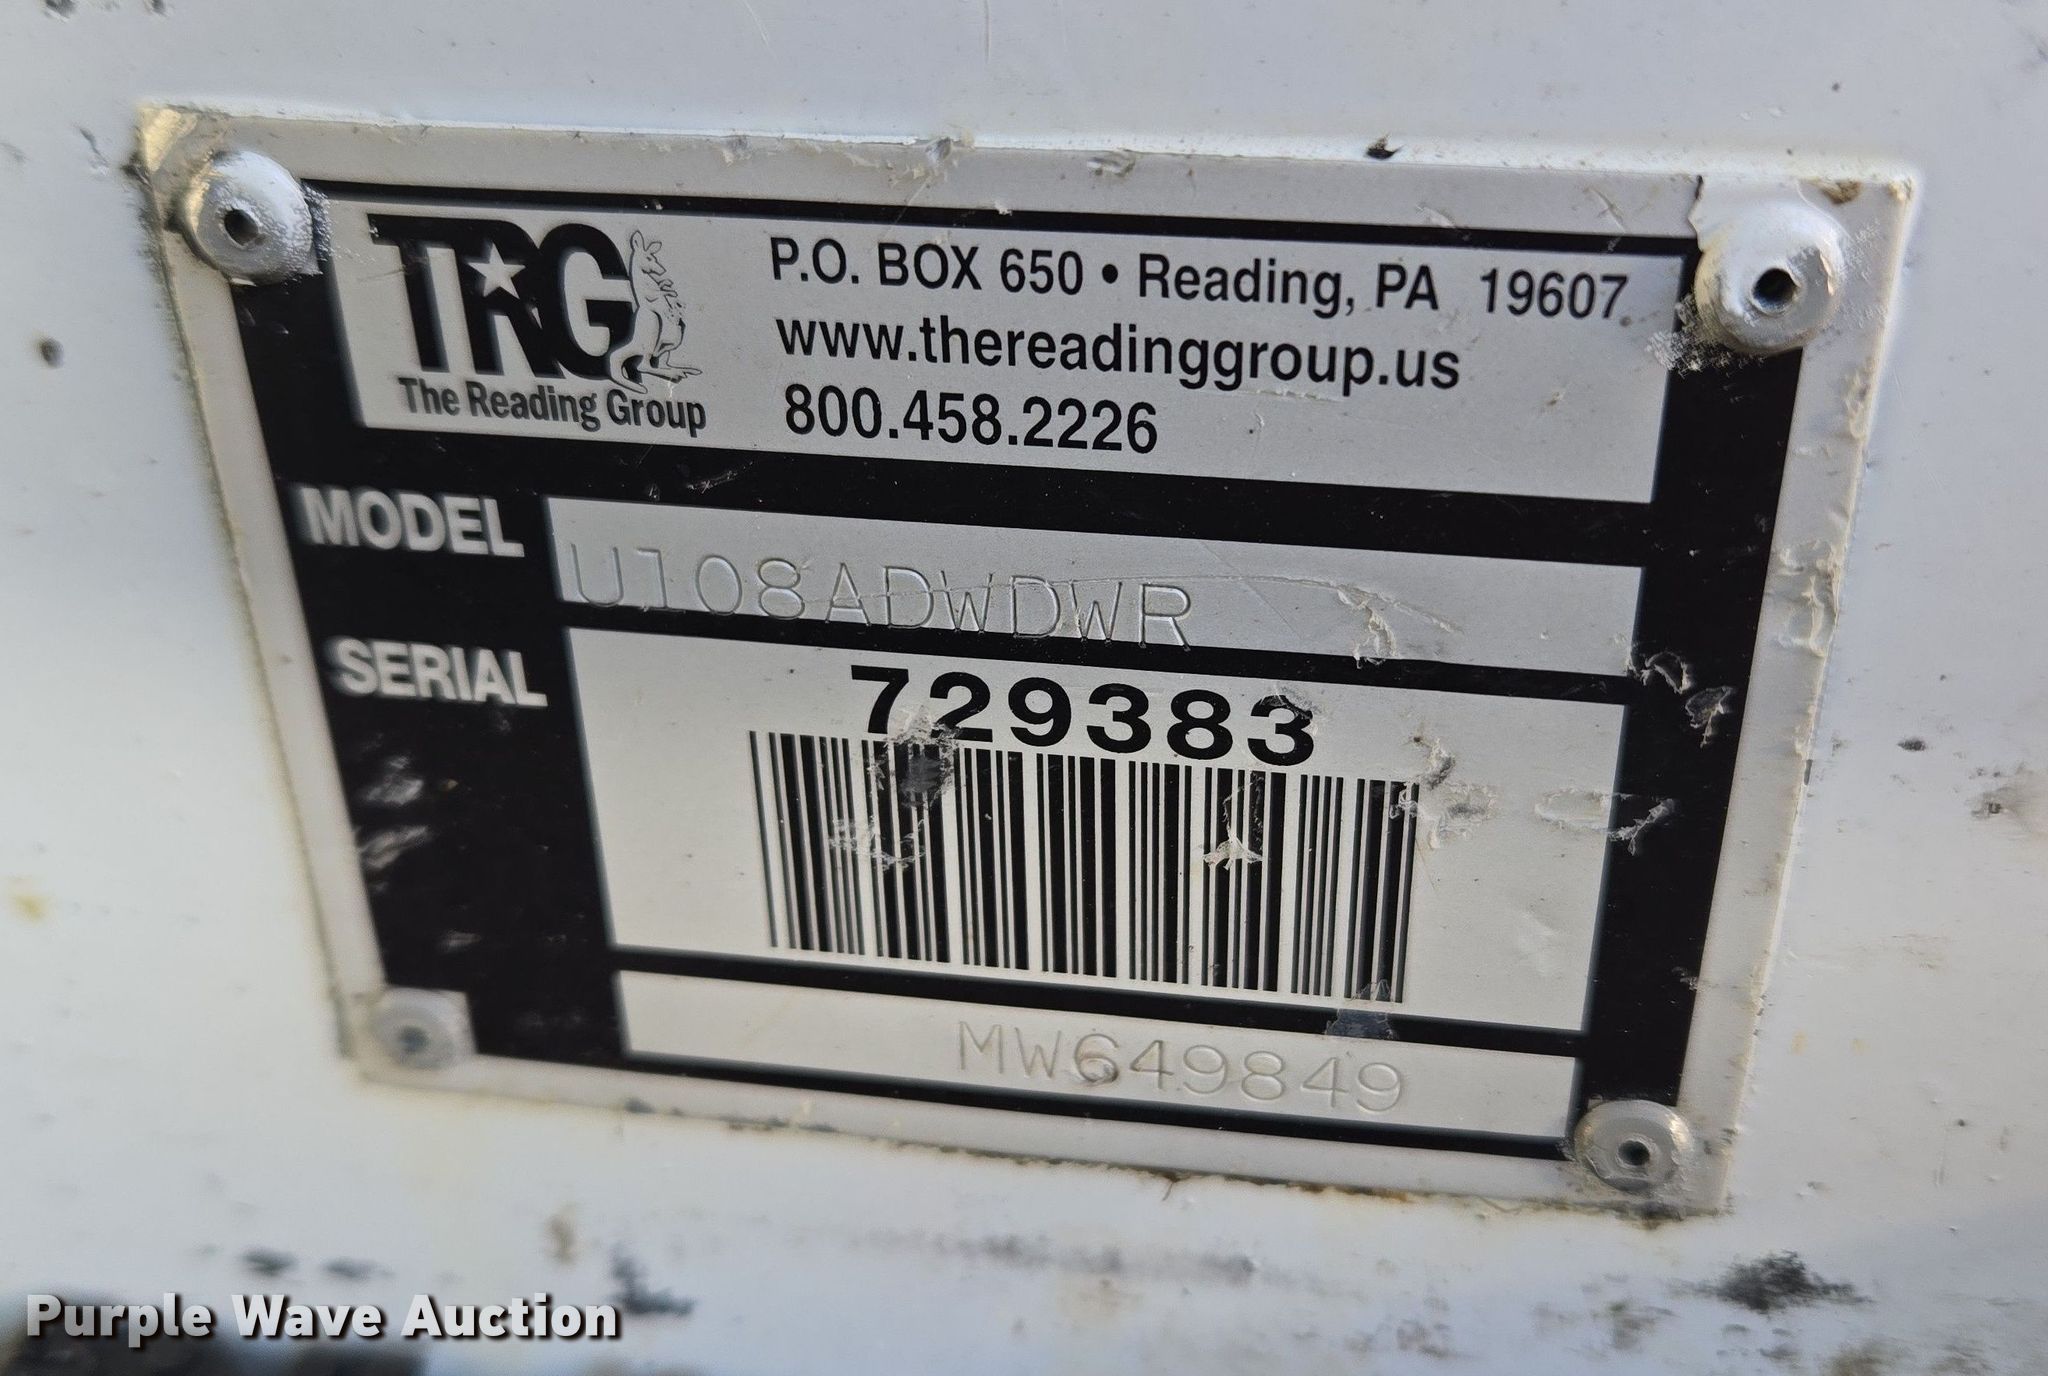 TRG
The Reading Group
P.O. BOX 650 • Reading, PA 19607
www.thereadinggroup.us
800.458.2226
MODEL U108ADWDWR
SERIAL 729383
MW649849
Purple Wave Auction